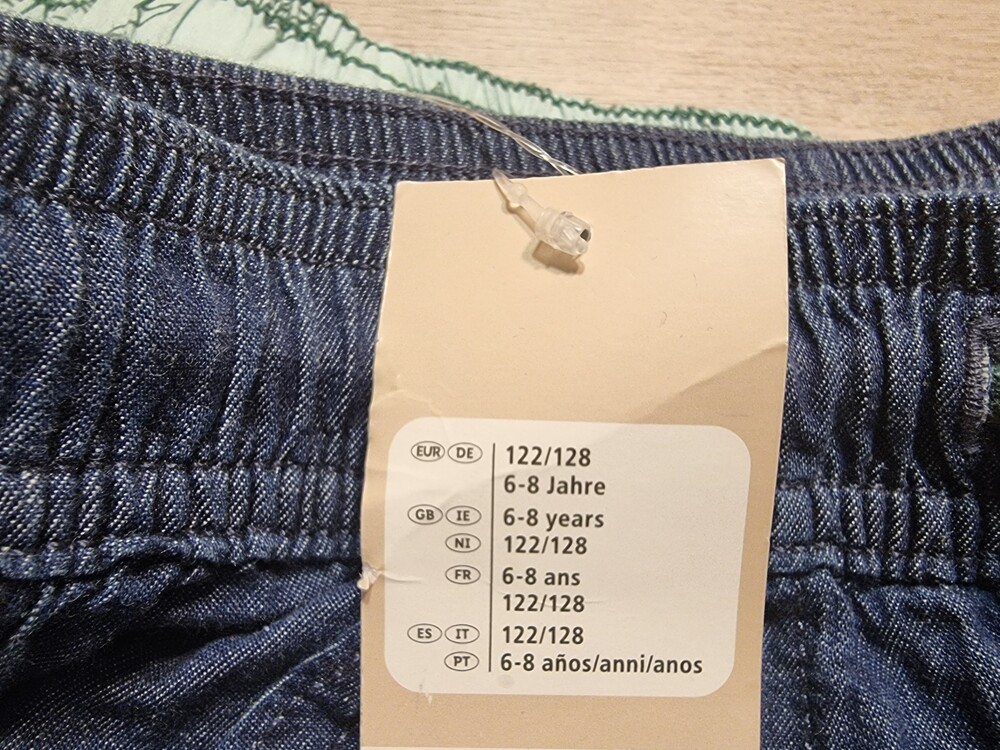 EUR DE 122/128
6-8 Jahre
GB IE 6-8 years
NI 122/128
FR 6-8 ans
122/128
ES IT 122/128
PT 6-8 años/anni/anos